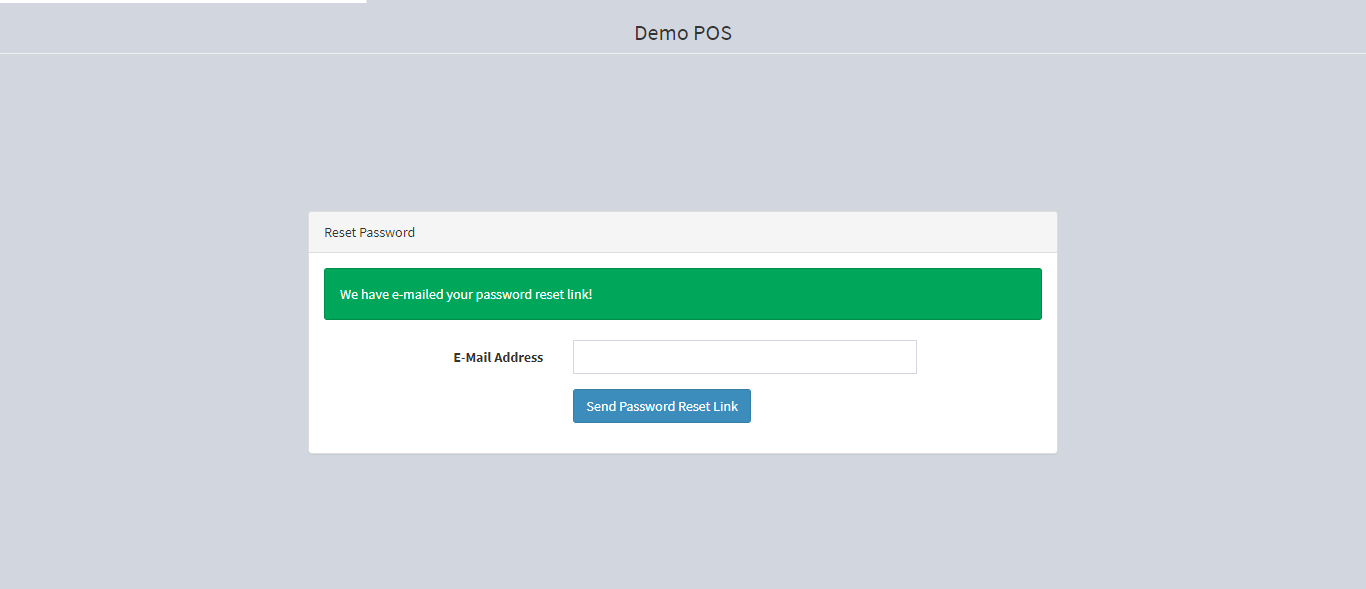 Demo POS
Reset Password
We have e-mailed your password reset link!
E-Mail Address
Send Password Reset Link